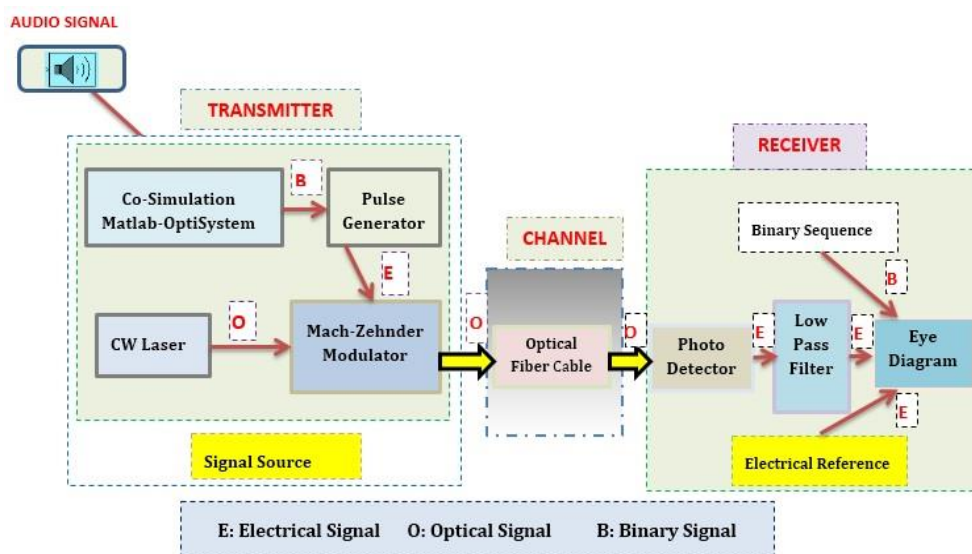 AUDIO SIGNAL
TRANSMITTER
Co-Simulation
Matlab-OptiSystem
B
Pulse
Generator
E
CW Laser
O
Mach-Zehnder
Modulator
Signal Source
O
CHANNEL
Optical
Fiber Cable
O
RECEIVER
Binary Sequence
B
Photo
Detector
E
Low
Pass
Filter
E
Eye
Diagram
E
Electrical Reference
E: Electrical Signal O: Optical Signal B: Binary Signal